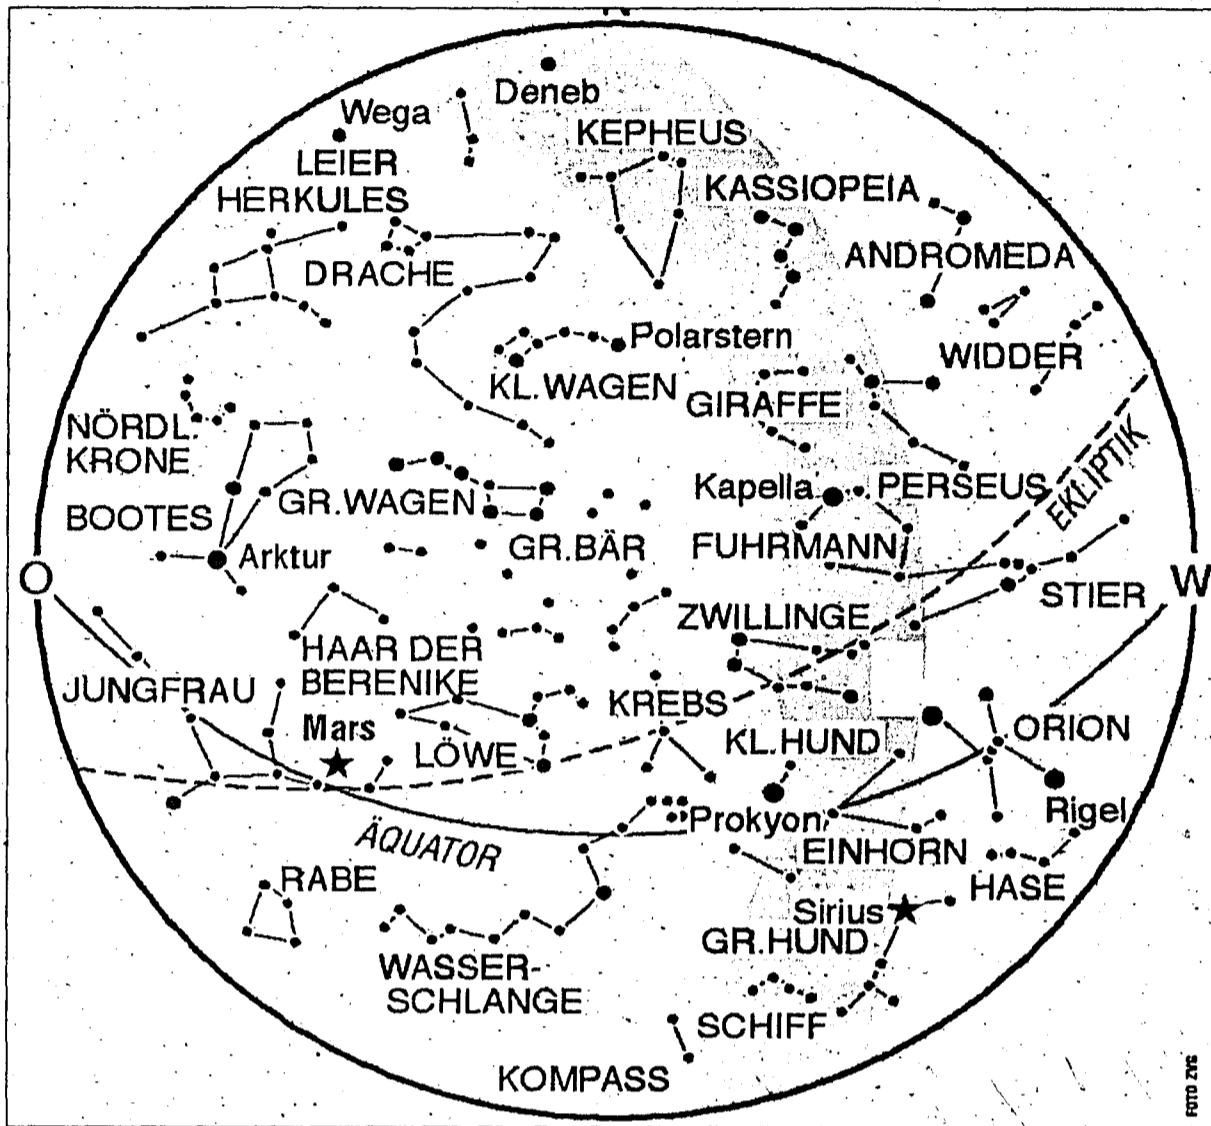 N
Deneb
Wega
KEPHEUS
LEIER
KASSIOPEIA
HERKULES
ANDROMEDA
DRACHE
Polarstern
WIDDER
KL.WAGEN
GIRAFFE
NÖRDL.
KRONE
EKLIPTIK
Kapella
PERSEUS
GR.WAGEN
BOOTES
Arktur
GR.BÄR
FUHRMANN
O
W
STIER
ZWILLINGE
HAAR DER
BERENIKE
JUNGFRAU
KREBS
Mars
LÖWE
KL.HUND
ORION
Rigel
Prokyon
ÄQUATOR
EINHORN
RABE
HASE
Sirius
GR.HUND
WASSER-
SCHLANGE
SCHIFF
KOMPASS
FOTO ZVG